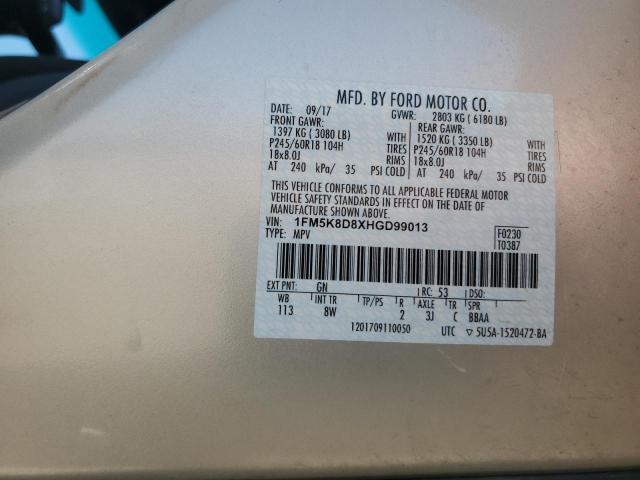 MFD. BY FORD MOTOR CO.
DATE: 09/17 GVWR: 2803 KG ( 6180 LB)
FRONT GAWR: REAR GAWR:
1397 KG ( 3080 LB) WITH 1520 KG ( 3350 LB) WITH
P245/60R18 104H TIRES P245/60R18 104H TIRES
18x8.0J RIMS 18x8.0J RIMS
AT 240 kPa/ 35 PSI COLD AT 240 kPa/ 35 PSI COLD
THIS VEHICLE CONFORMS TO ALL APPLICABLE FEDERAL MOTOR
VEHICLE SAFETY STANDARDS IN EFFECT ON THE DATE OF
MANUFACTURE SHOWN ABOVE.
VIN: 1FM5K8D8XHGD99013 F0230
TYPE: MPV T0387
EXT PNT: GN RC: 53 DSO:
WB INT TR TP/PS R AXLE TR SPR
113 8W 2 3J C BBAA
1201709110050 UTC ▽ 5U5A-1520472-BA